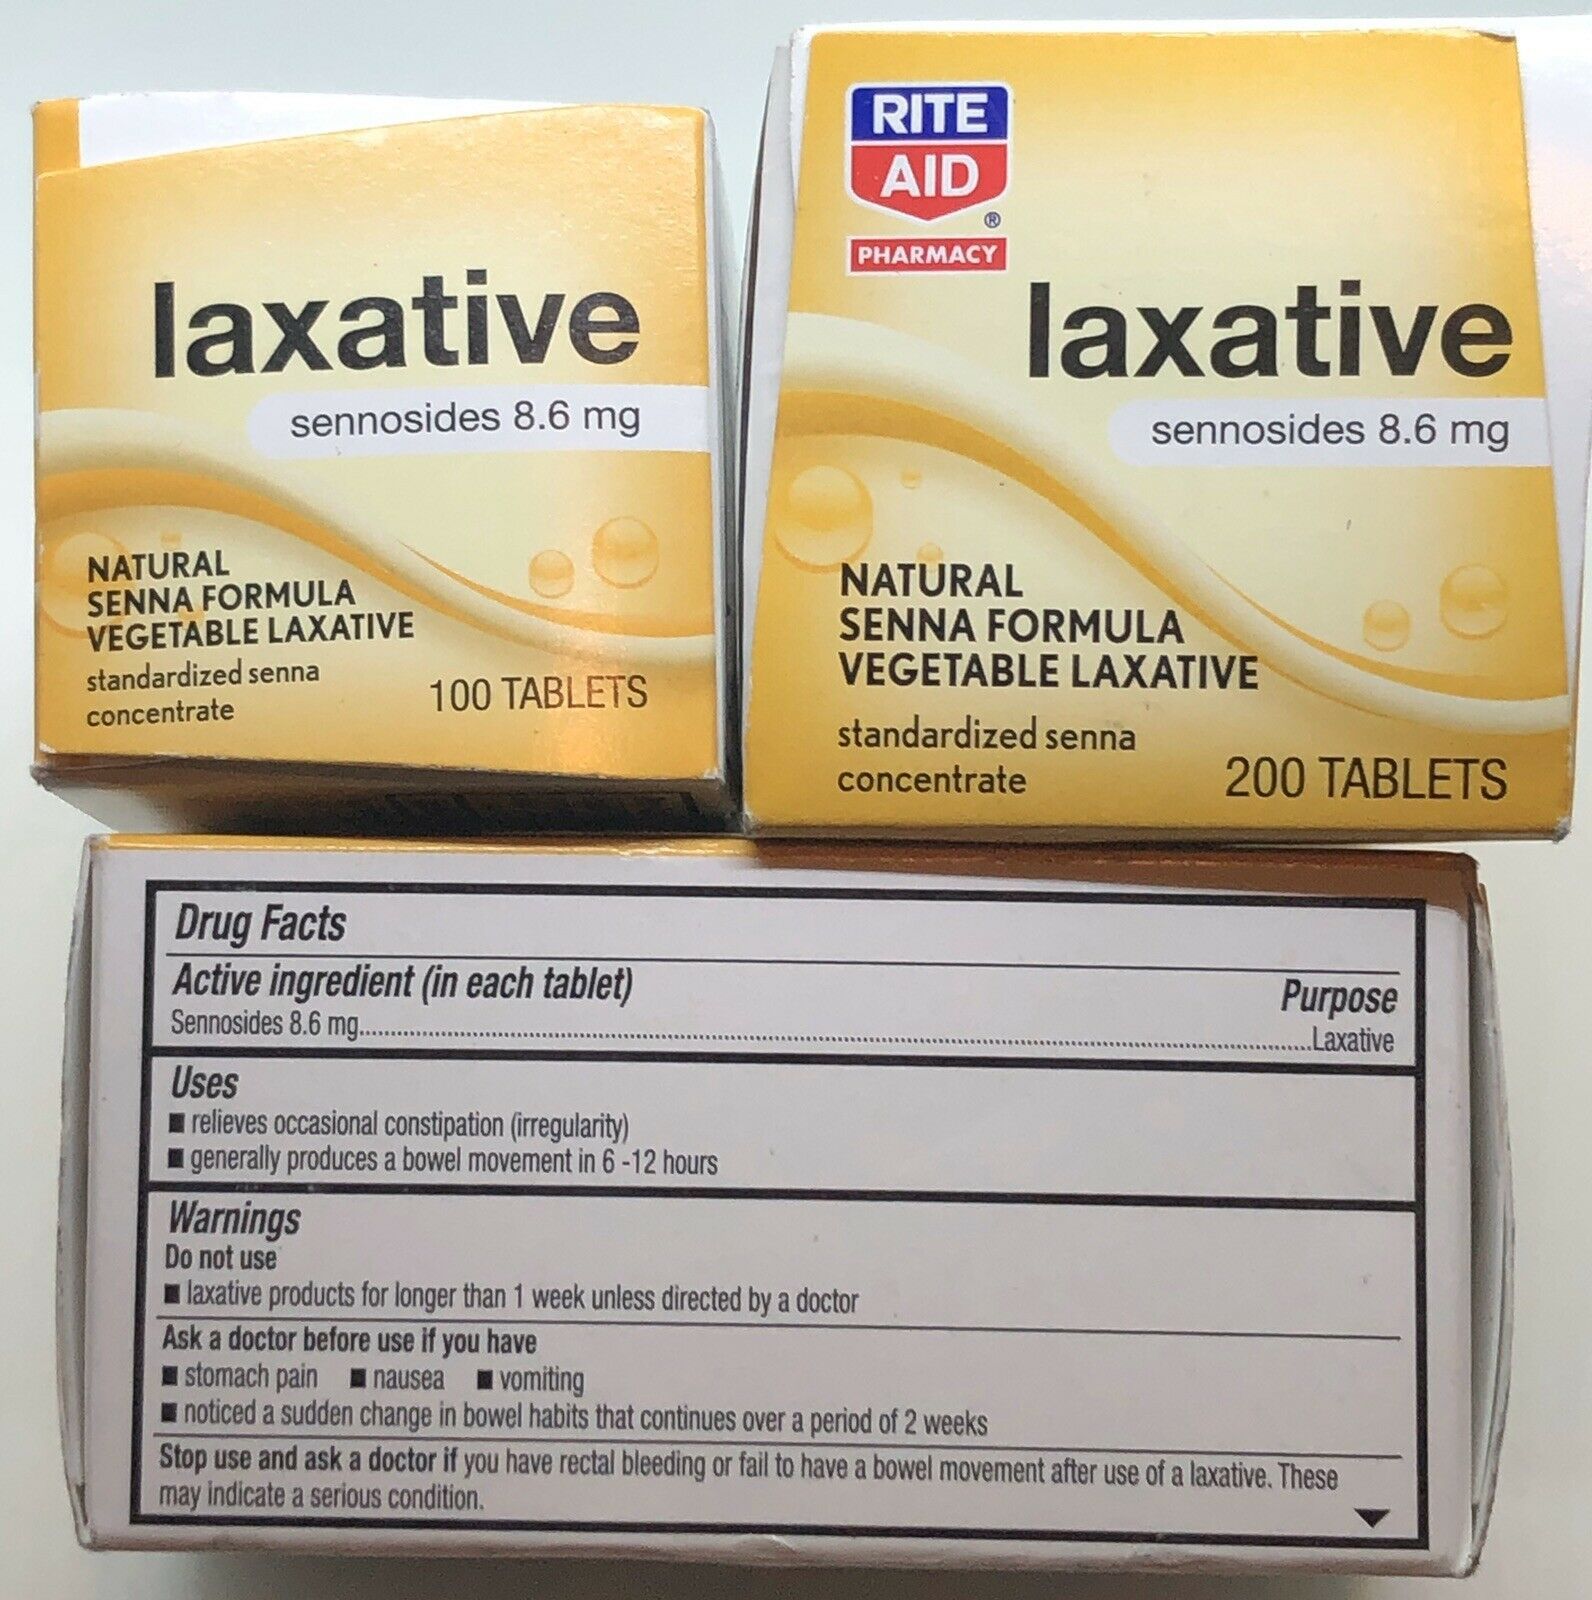 laxative
sennosides 8.6 mg
NATURAL
SENNA FORMULA
VEGETABLE LAXATIVE
standardized senna
concentrate
100 TABLETS
RITE
AID
®
PHARMACY
laxative
sennosides 8.6 mg
NATURAL
SENNA FORMULA
VEGETABLE LAXATIVE
standardized senna
concentrate
200 TABLETS
Drug Facts
Active ingredient (in each tablet) Purpose
Sennosides 8.6 mg....................................................................................................Laxative
Uses
■ relieves occasional constipation (irregularity)
■ generally produces a bowel movement in 6 -12 hours
Warnings
Do not use
■ laxative products for longer than 1 week unless directed by a doctor
Ask a doctor before use if you have
■ stomach pain ■ nausea ■ vomiting
■ noticed a sudden change in bowel habits that continues over a period of 2 weeks
Stop use and ask a doctor if you have rectal bleeding or fail to have a bowel movement after use of a laxative. These
may indicate a serious condition.